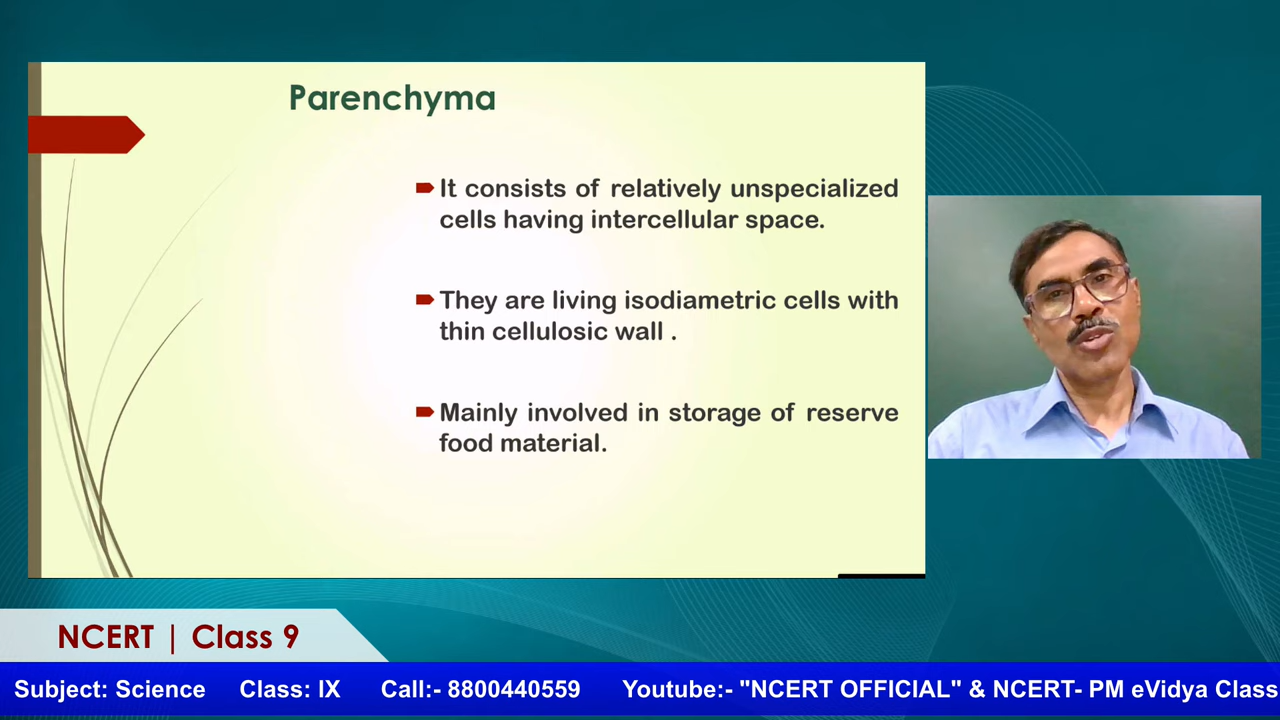 Parenchyma
It consists of relatively unspecialized
cells having intercellular space.
They are living isodiametric cells with
thin cellulosic wall .
Mainly involved in storage of reserve
food material.
NCERT | Class 9
Subject: Science Class: IX Call:- 8800440559 Youtube:- "NCERT OFFICIAL" & NCERT- PM eVidya Class